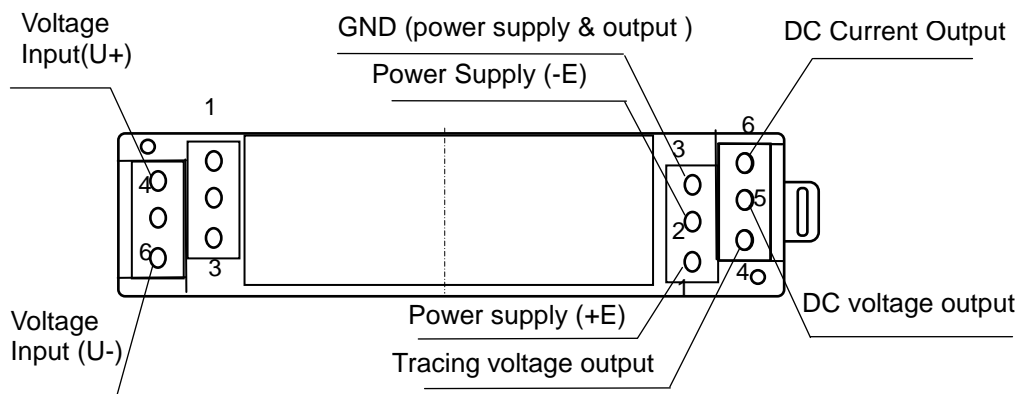 Voltage
Input(U+)
GND (power supply & output )
DC Current Output
Power Supply (-E)
1
6
3
4
5
2
6
3
4
1
Voltage
Input (U-)
Power supply (+E)
DC voltage output
Tracing voltage output